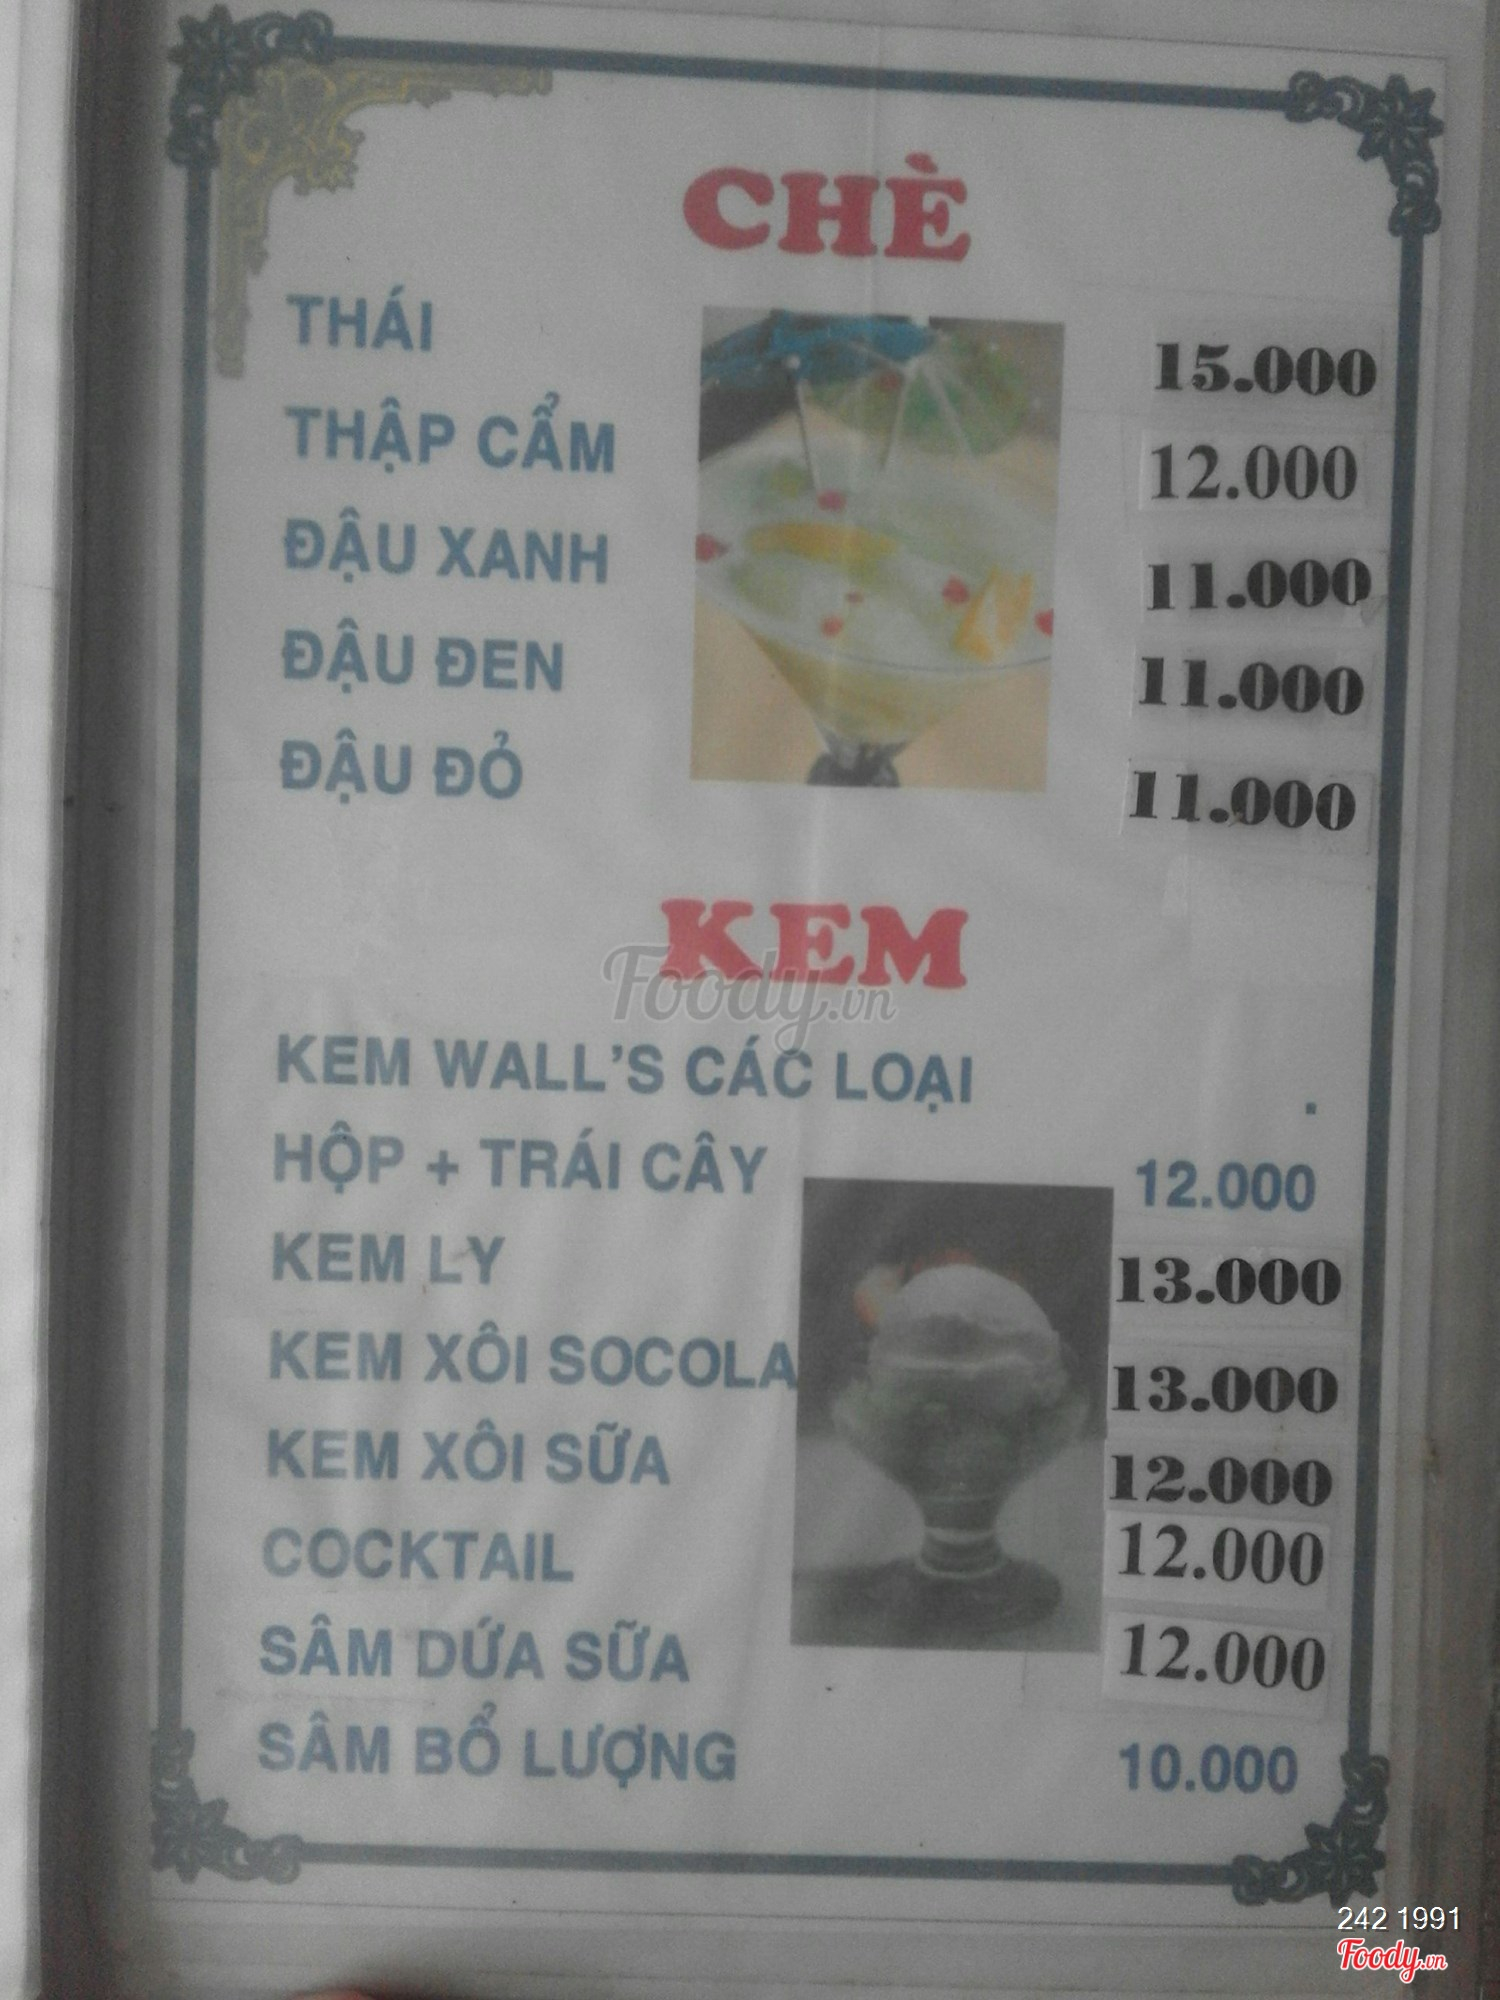 CHÈ
THÁI 15.000
THẬP CẨM 12.000
ĐẬU XANH 11.000
ĐẬU ĐEN 11.000
ĐẬU ĐỎ 11.000
KEM
Foody.vn
KEM WALL'S CÁC LOẠI .
HỘP + TRÁI CÂY 12.000
KEM LY 13.000
KEM XÔI SOCOLA 13.000
KEM XÔI SỮA 12.000
COCKTAIL 12.000
SÂM DỨA SỮA 12.000
SÂM BỔ LƯỢNG 10.000
242 1991
Foody.vn